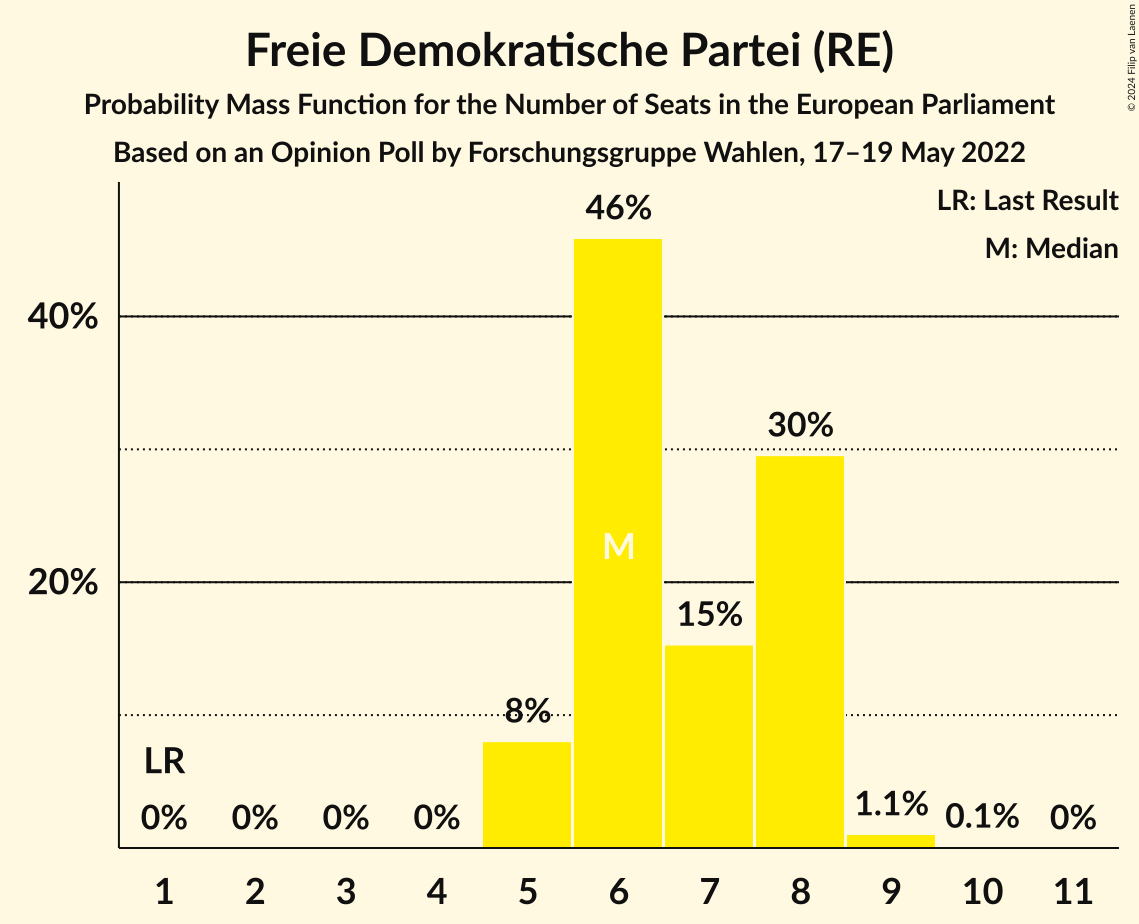 Freie Demokratische Partei (RE)
Probability Mass Function for the Number of Seats in the European Parliament
Based on an Opinion Poll by Forschungsgruppe Wahlen, 17–19 May 2022
© 2024 Filip van Laenen
LR: Last Result
M: Median
46%
40%
30%
M
20%
15%
8%
LR
0% 0% 0% 0% 1.1% 0.1% 0%
1 2 3 4 5 6 7 8 9 10 11